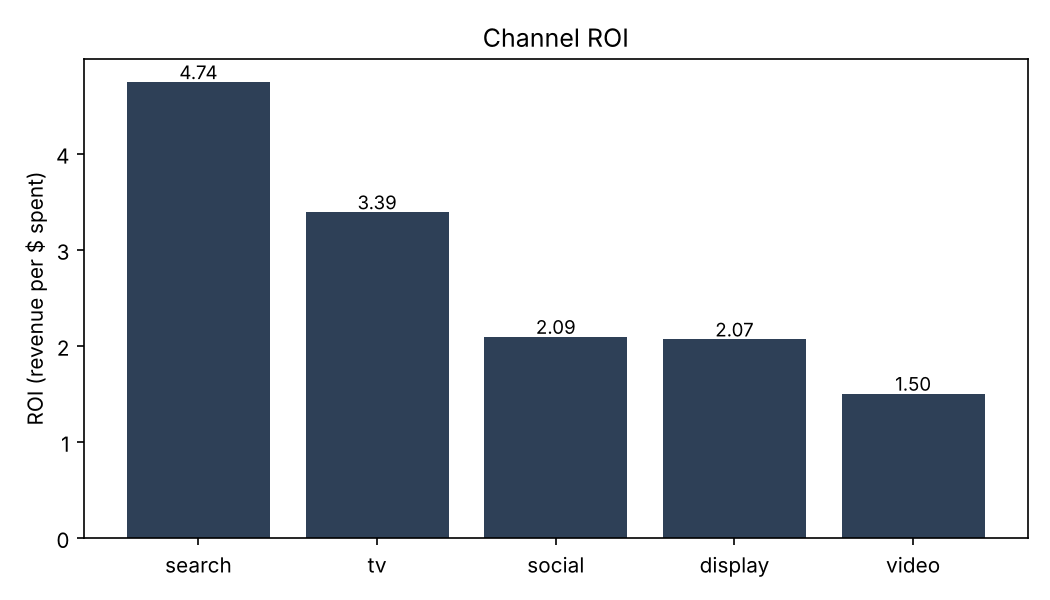 Channel ROI
ROI (revenue per $ spent)
4
3
2
1
0
4.74
3.39
2.09
2.07
1.50
search
tv
social
display
video